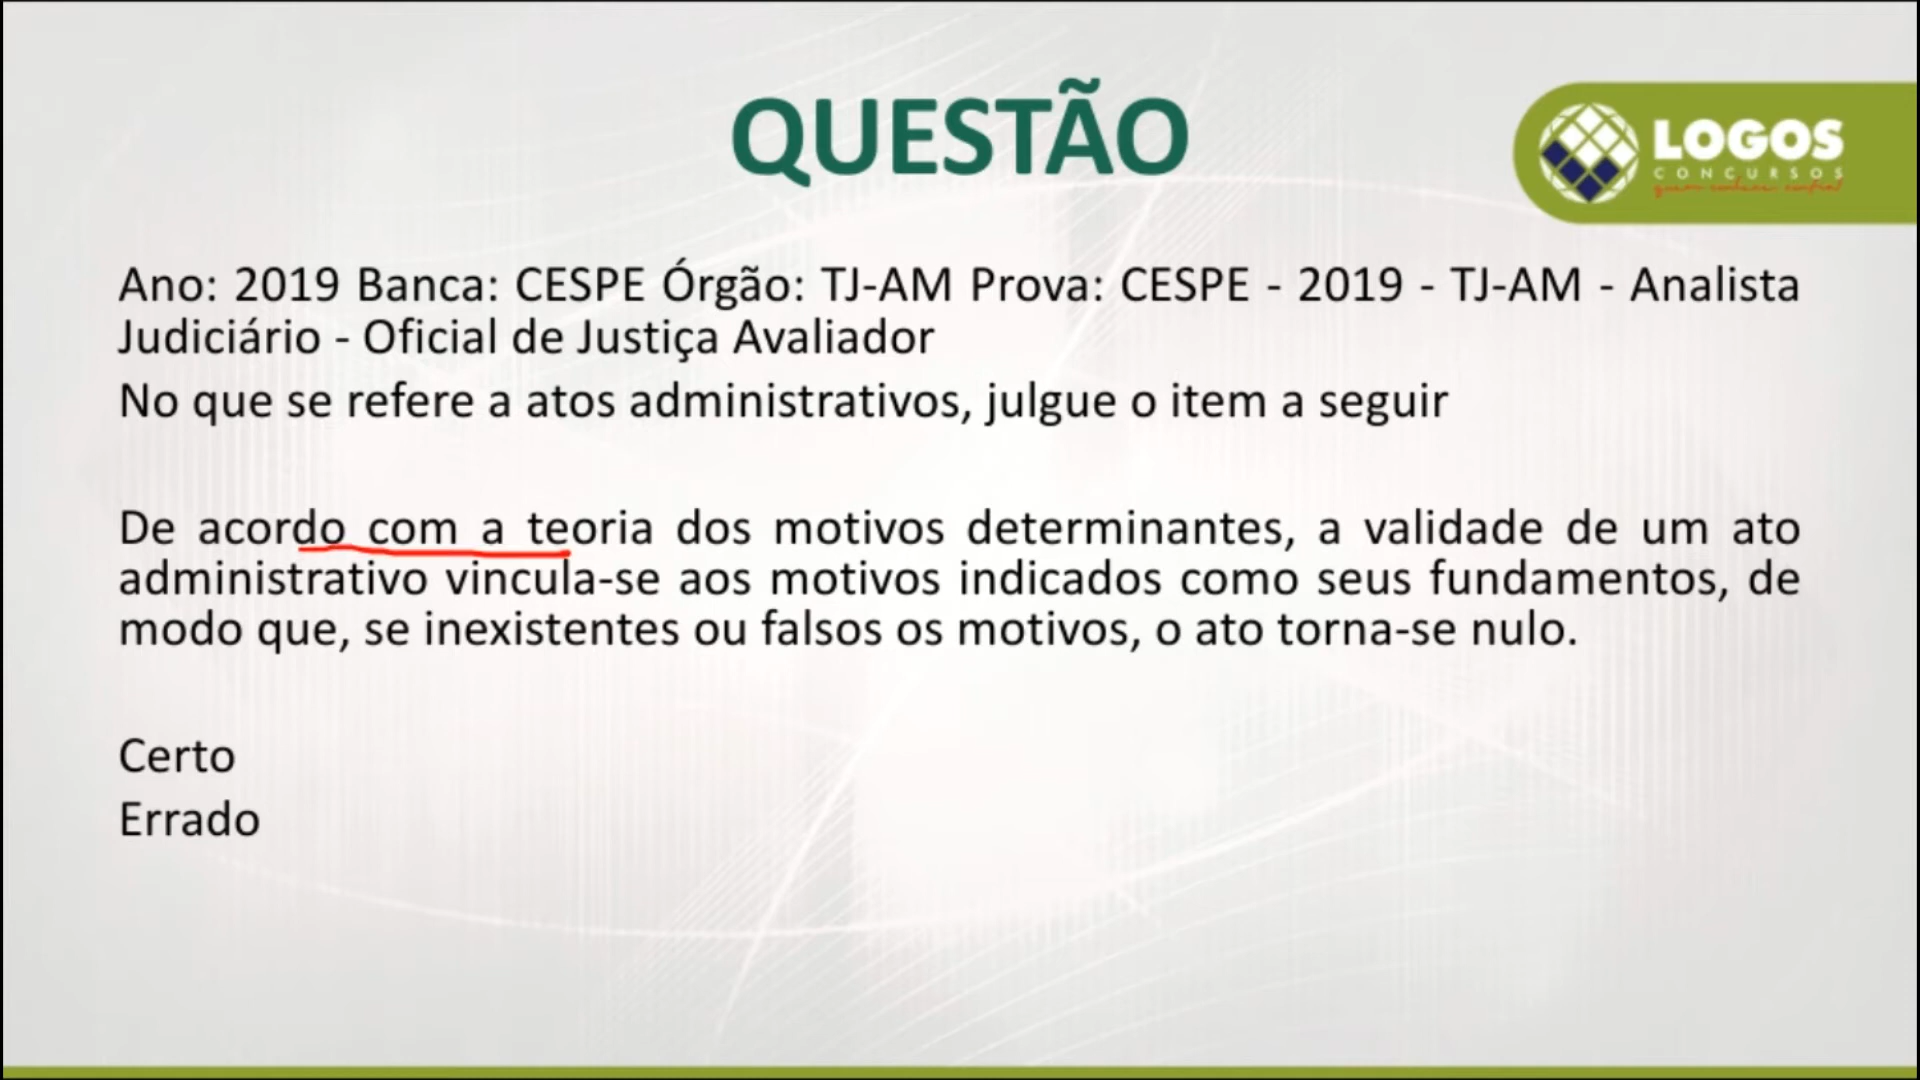 QUESTÃO
LOGOS
CONCURSOS
Ano: 2019 Banca: CESPE Órgão: TJ-AM Prova: CESPE - 2019 - TJ-AM - Analista
Judiciário - Oficial de Justiça Avaliador
No que se refere a atos administrativos, julgue o item a seguir
De acordo com a teoria dos motivos determinantes, a validade de um ato
administrativo vincula-se aos motivos indicados como seus fundamentos, de
modo que, se inexistentes ou falsos os motivos, o ato torna-se nulo.
Certo
Errado